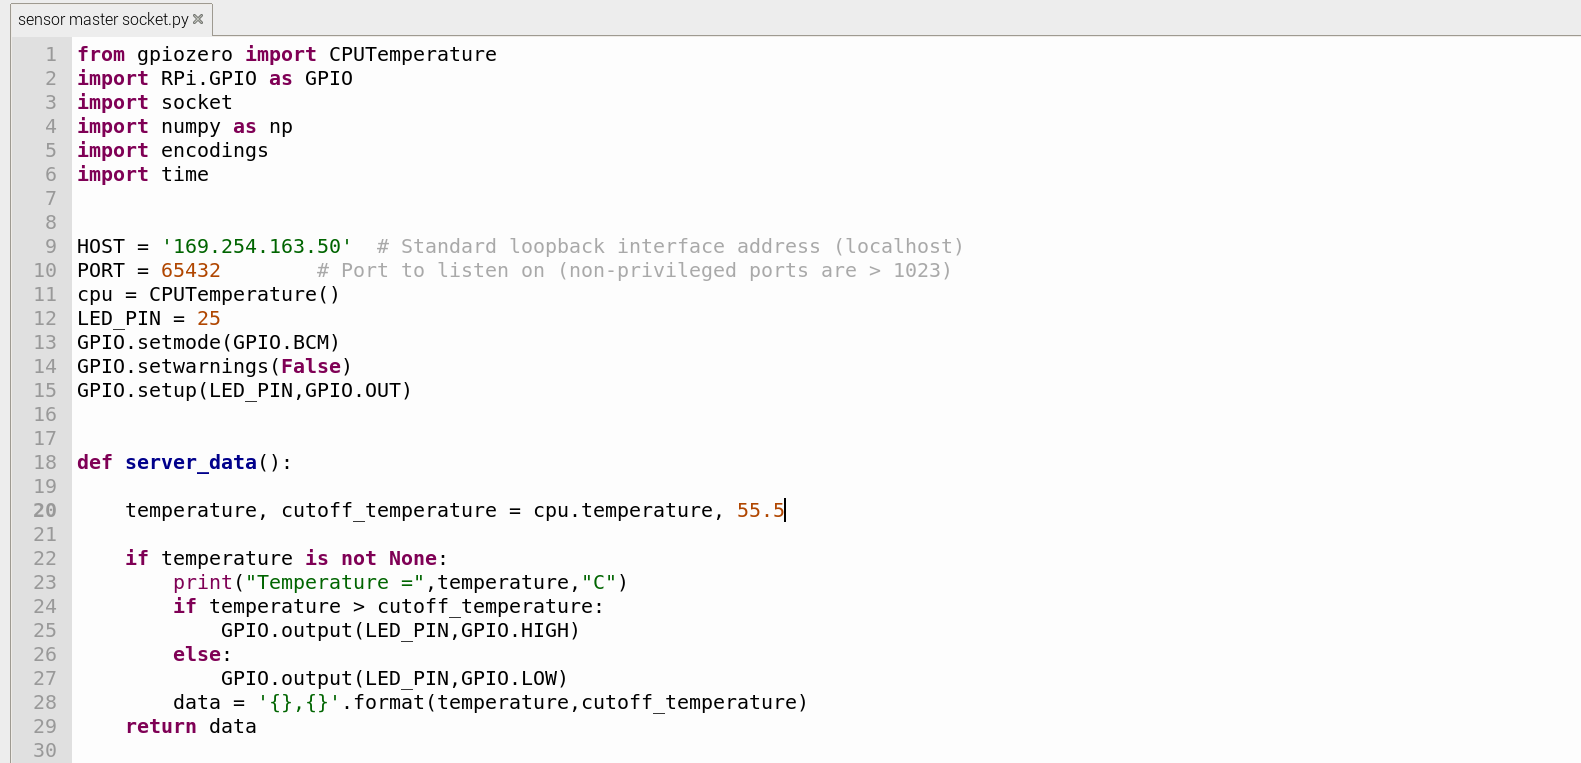 sensor master socket.py
1 from gpiozero import CPUTemperature
2 import RPi.GPIO as GPIO
3 import socket
4 import numpy as np
5 import encodings
6 import time
7
8
9 HOST = '169.254.163.50'  # Standard loopback interface address (localhost)
10 PORT = 65432        # Port to listen on (non-privileged ports are > 1023)
11 cpu = CPUTemperature()
12 LED_PIN = 25
13 GPIO.setmode(GPIO.BCM)
14 GPIO.setwarnings(False)
15 GPIO.setup(LED_PIN,GPIO.OUT)
16
17
18 def server_data():
19
20     temperature, cutoff_temperature = cpu.temperature, 55.5
21
22     if temperature is not None:
23         print("Temperature =",temperature,"C")
24         if temperature > cutoff_temperature:
25             GPIO.output(LED_PIN,GPIO.HIGH)
26         else:
27             GPIO.output(LED_PIN,GPIO.LOW)
28         data = '{},{}'.format(temperature,cutoff_temperature)
29     return data
30